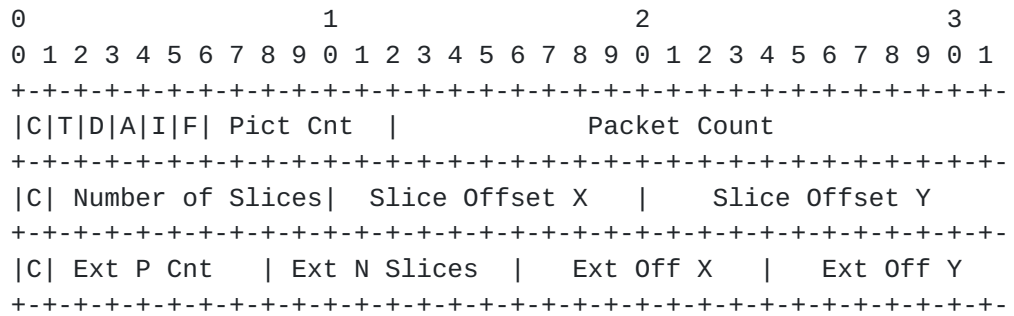 0                   1                   2                   3
0 1 2 3 4 5 6 7 8 9 0 1 2 3 4 5 6 7 8 9 0 1 2 3 4 5 6 7 8 9 0 1
+-+-+-+-+-+-+-+-+-+-+-+-+-+-+-+-+-+-+-+-+-+-+-+-+-+-+-+-+-+-+-+-
|C|T|D|A|I|F| Pict Cnt  |            Packet Count
+-+-+-+-+-+-+-+-+-+-+-+-+-+-+-+-+-+-+-+-+-+-+-+-+-+-+-+-+-+-+-+-
|C| Number of Slices|  Slice Offset X   |    Slice Offset Y
+-+-+-+-+-+-+-+-+-+-+-+-+-+-+-+-+-+-+-+-+-+-+-+-+-+-+-+-+-+-+-+-
|C| Ext P Cnt   | Ext N Slices  |   Ext Off X   |   Ext Off Y
+-+-+-+-+-+-+-+-+-+-+-+-+-+-+-+-+-+-+-+-+-+-+-+-+-+-+-+-+-+-+-+-